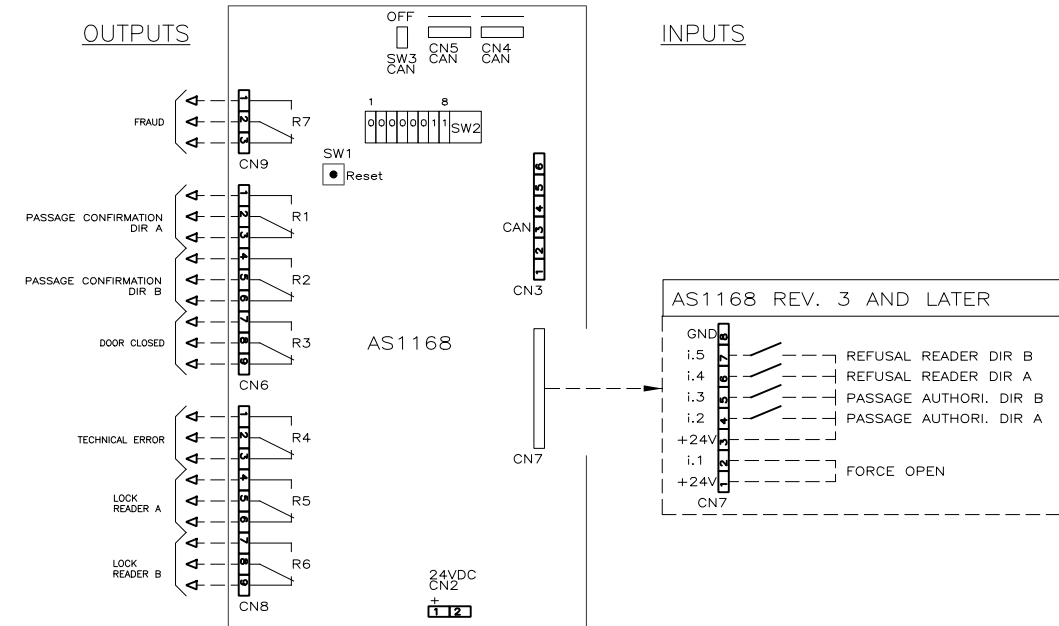 OUTPUTS
INPUTS
OFF
SW3
CAN
CN5
CAN
CN4
CAN
1 8
0 0 0 0 0 0 1 1 SW2
SW1
Reset
FRAUD
1
2
3
R7
CN9
PASSAGE CONFIRMATION
DIR A
1
2
3
R1
PASSAGE CONFIRMATION
DIR B
4
5
6
R2
DOOR CLOSED
7
8
9
R3
CN6
TECHNICAL ERROR
1
2
3
R4
LOCK
READER A
4
5
6
R5
LOCK
READER B
7
8
9
R6
CN8
AS1168
6
5
4
CAN 3
2
1
CN3
CN7
24VDC
CN2
+
1 2
AS1168 REV. 3 AND LATER
GND 8
i.5 7 REFUSAL READER DIR B
i.4 6 REFUSAL READER DIR A
i.3 5 PASSAGE AUTHORI. DIR B
i.2 4 PASSAGE AUTHORI. DIR A
+24V 3
i.1 2
FORCE OPEN
+24V 1
CN7